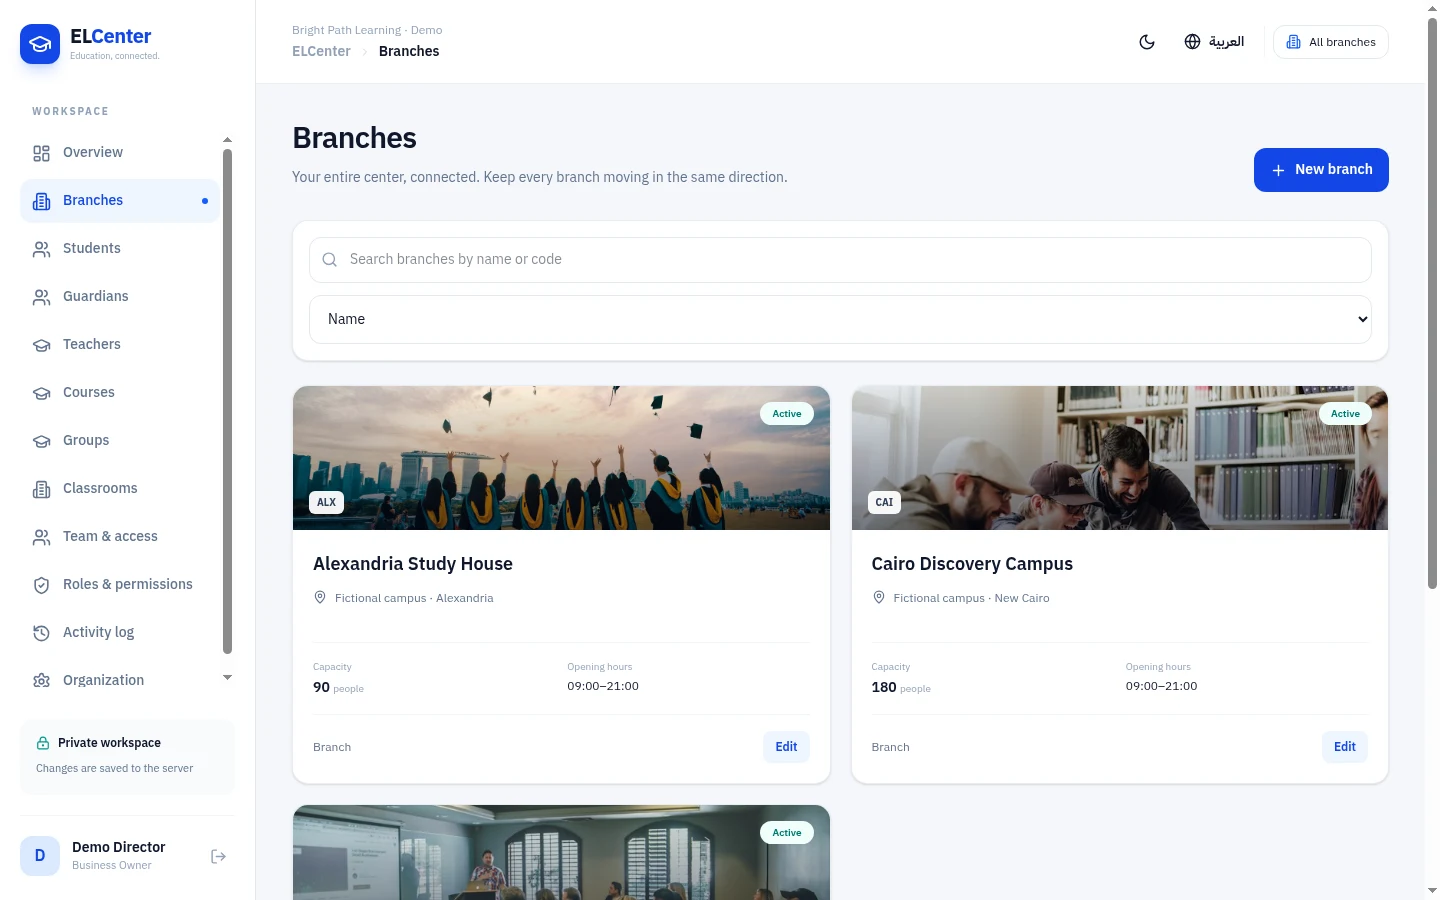 ELCenter
Education, connected.
WORKSPACE
Overview
Branches
Students
Guardians
Teachers
Courses
Groups
Classrooms
Team & access
Roles & permissions
Activity log
Organization
Private workspace
Changes are saved to the server
D
Demo Director
Business Owner
Bright Path Learning · Demo
ELCenter
Branches
العربية
All branches
Branches
Your entire center, connected. Keep every branch moving in the same direction.
New branch
Search branches by name or code
Name
Active
ALX
Alexandria Study House
Fictional campus · Alexandria
Capacity
Opening hours
90 people
09:00–21:00
Branch
Edit
Active
CAI
Cairo Discovery Campus
Fictional campus · New Cairo
Capacity
Opening hours
180 people
09:00–21:00
Branch
Edit
Active